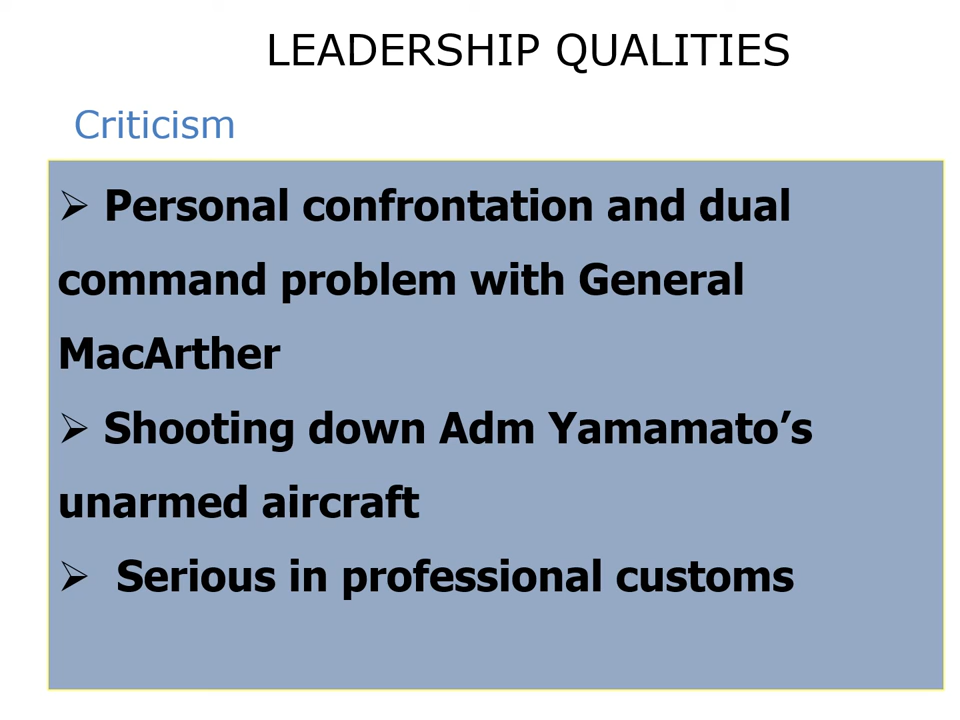 LEADERSHIP QUALITIES
Criticism
➢ Personal confrontation and dual
command problem with General
MacArther
➢ Shooting down Adm Yamamato’s
unarmed aircraft
➢ Serious in professional customs